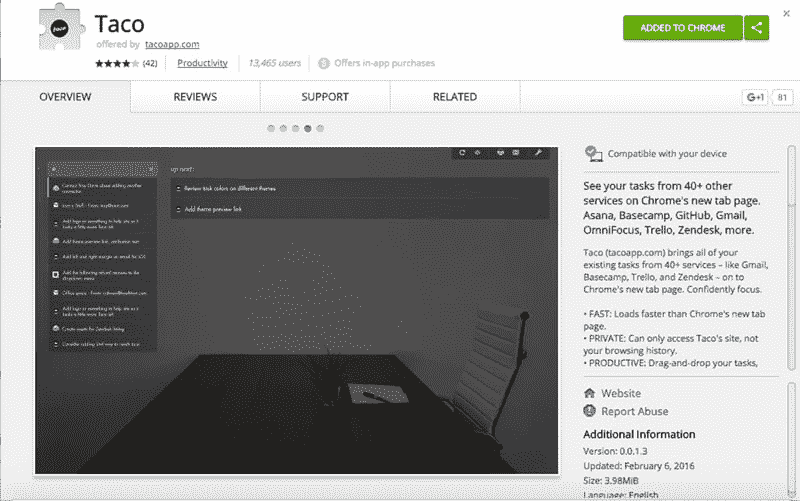 taco
Taco
offered by tacoapp.com
(42) Productivity 13,465 users Offers in-app purchases
ADDED TO CHROME
OVERVIEW REVIEWS SUPPORT RELATED
G+1 81
up next:
Review task colors on different themes
Add theme preview link
Compatible with your device
See your tasks from 40+ other
services on Chrome's new tab page.
Asana, Basecamp, GitHub, Gmail,
OmniFocus, Trello, Zendesk, more.
Taco (tacoapp.com) brings all of your
existing tasks from 40+ services – like Gmail,
Basecamp, Trello, and Zendesk – on to
Chrome's new tab page. Confidently focus.
• FAST: Loads faster than Chrome's new tab
page.
• PRIVATE: Can only access Taco's site, not
your browsing history.
• PRODUCTIVE: Drag-and-drop your tasks,
Website
Report Abuse
Additional Information
Version: 0.0.1.3
Updated: February 6, 2016
Size: 3.98MiB
Language: English